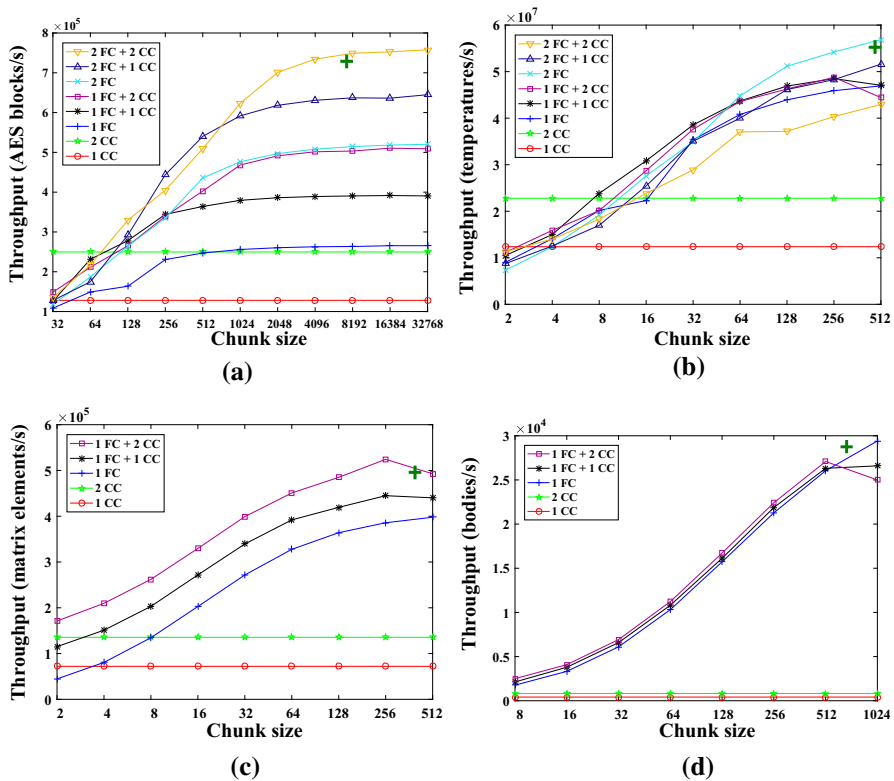 ×10⁵
8
7
6
5
4
3
2
1
Throughput (AES blocks/s)
2 FC + 2 CC
2 FC + 1 CC
2 FC
1 FC + 2 CC
1 FC + 1 CC
1 FC
2 CC
1 CC
32 64 128 256 512 1024 2048 4096 8192 16384 32768
Chunk size
(a)
×10⁷
6
5
4
3
2
1
0
Throughput (temperatures/s)
2 FC + 2 CC
2 FC + 1 CC
2 FC
1 FC + 2 CC
1 FC + 1 CC
1 FC
2 CC
1 CC
2 4 8 16 32 64 128 256 512
Chunk size
(b)
×10⁵
6
5
4
3
2
1
0
Throughput (matrix elements/s)
1 FC + 2 CC
1 FC + 1 CC
1 FC
2 CC
1 CC
2 4 8 16 32 64 128 256 512
Chunk size
(c)
×10⁴
3
2.5
2
1.5
1
0.5
0
Throughput (bodies/s)
1 FC + 2 CC
1 FC + 1 CC
1 FC
2 CC
1 CC
8 16 32 64 128 256 512 1024
Chunk size
(d)